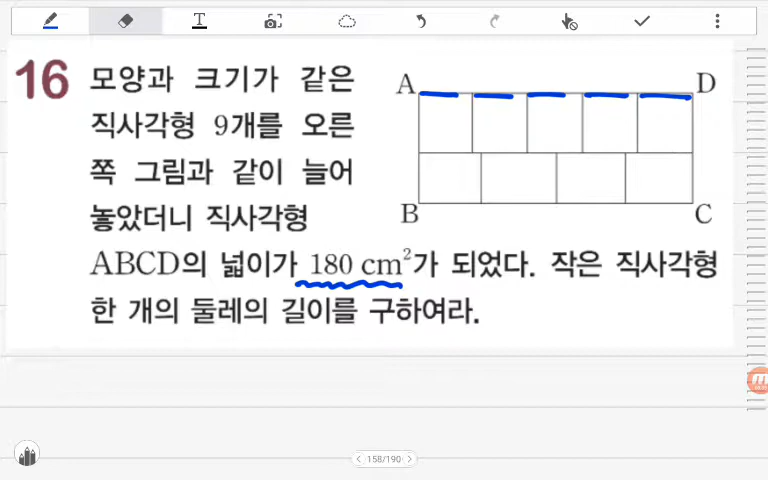 T
16 모양과 크기가 같은
직사각형 9개를 오른
쪽 그림과 같이 늘어
놓았더니 직사각형
A D
B C
ABCD의 넓이가 180 cm²가 되었다. 작은 직사각형
한 개의 둘레의 길이를 구하여라.
158/190